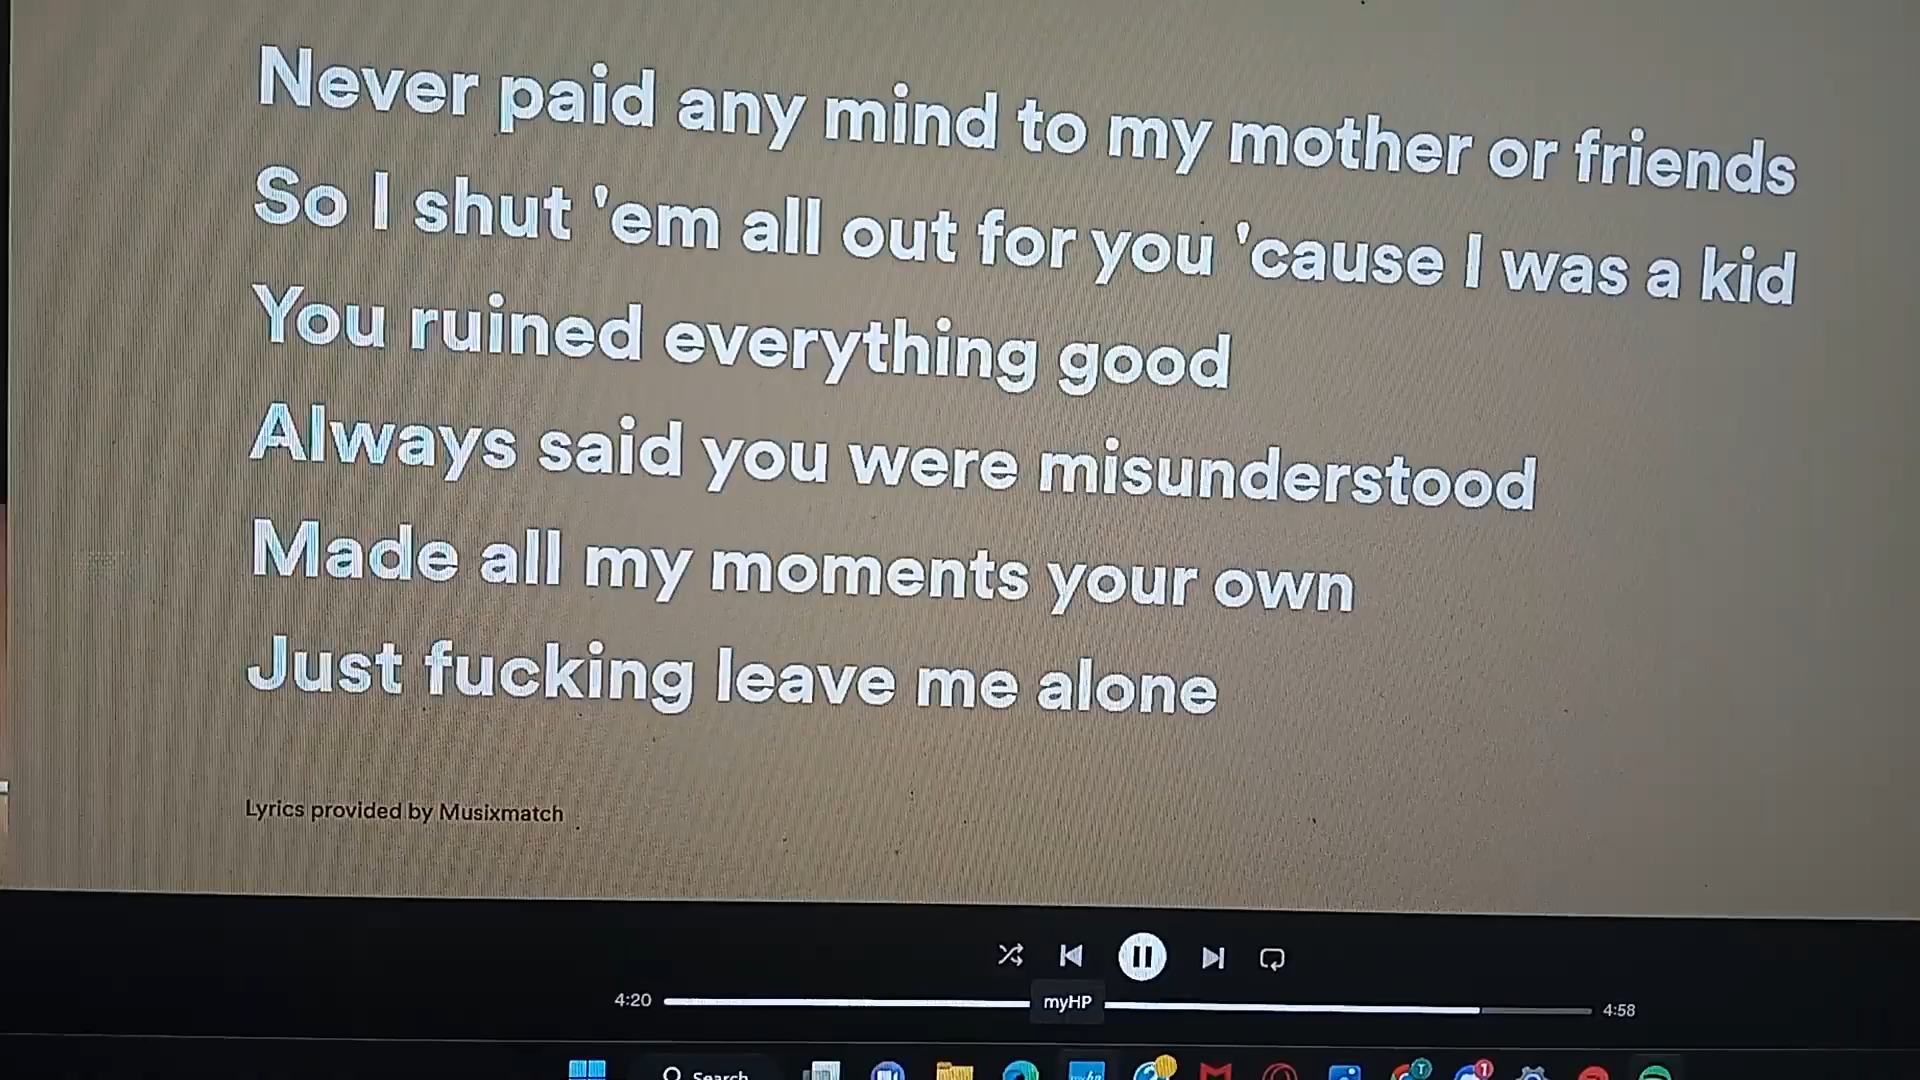 Never paid any mind to my mother or friends
So I shut 'em all out for you 'cause I was a kid
You ruined everything good
Always said you were misunderstood
Made all my moments your own
Just fucking leave me alone
Lyrics provided by Musixmatch
4:20
myHP
4:58
Search
myhp
T
1